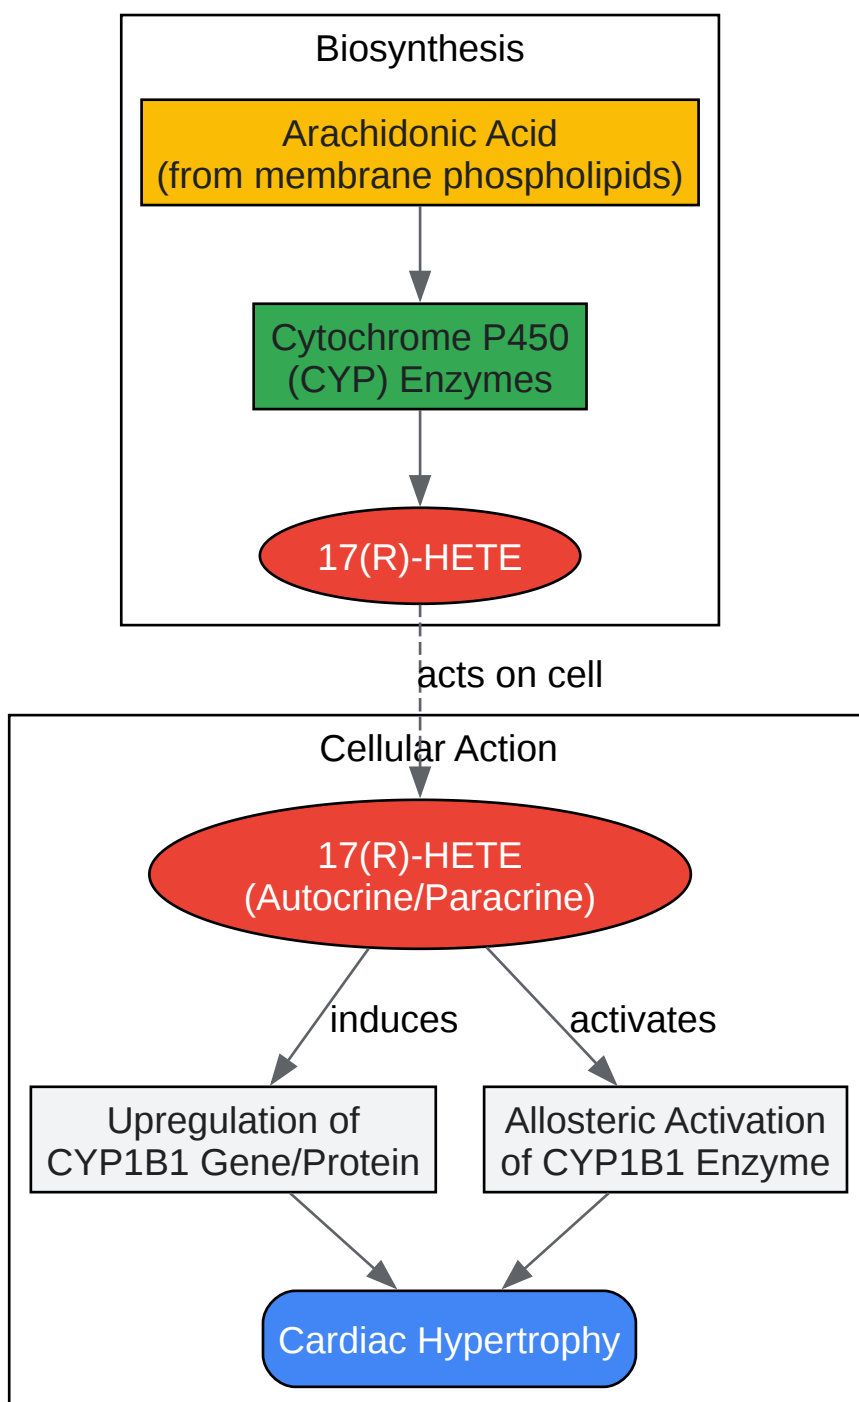 Biosynthesis
Arachidonic Acid
(from membrane phospholipids)
Cytochrome P450
(CYP) Enzymes
17(R)-HETE
acts on cell
Cellular Action
17(R)-HETE
(Autocrine/Paracrine)
induces
activates
Upregulation of
CYP1B1 Gene/Protein
Allosteric Activation
of CYP1B1 Enzyme
Cardiac Hypertrophy